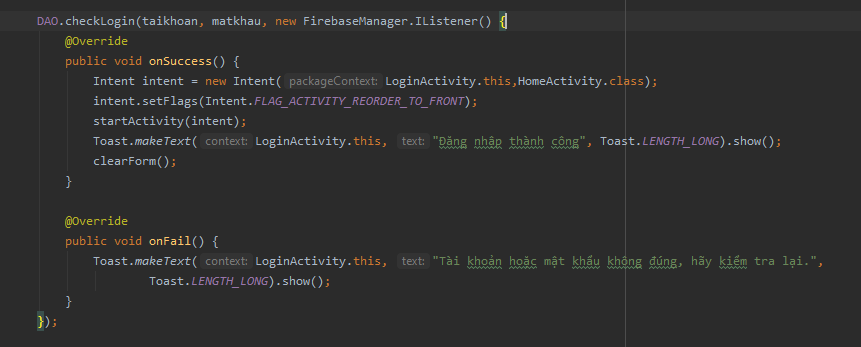 DAO.checkLogin(taikhoan, matkhau, new FirebaseManager.IListener() {
@Override
public void onSuccess() {
Intent intent = new Intent( packageContext: LoginActivity.this,HomeActivity.class);
intent.setFlags(Intent.FLAG_ACTIVITY_REORDER_TO_FRONT);
startActivity(intent);
Toast.makeText( context: LoginActivity.this, text: "Đăng nhập thành công", Toast.LENGTH_LONG).show();
clearForm();
}
@Override
public void onFail() {
Toast.makeText( context: LoginActivity.this, text: "Tài khoản hoặc mật khẩu không đúng, hãy kiểm tra lại.",
Toast.LENGTH_LONG).show();
}
});